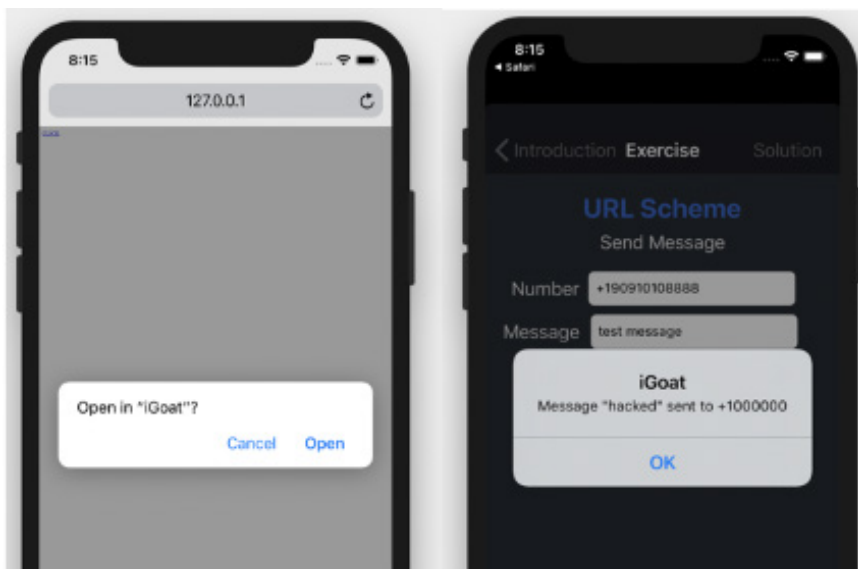 8:15
127.0.0.1
Open in "iGoat"?
Cancel Open
8:15
Safari
Introduction Exercise Solution
URL Scheme
Send Message
Number +190910108888
Message test message
iGoat
Message "hacked" sent to +1000000
OK